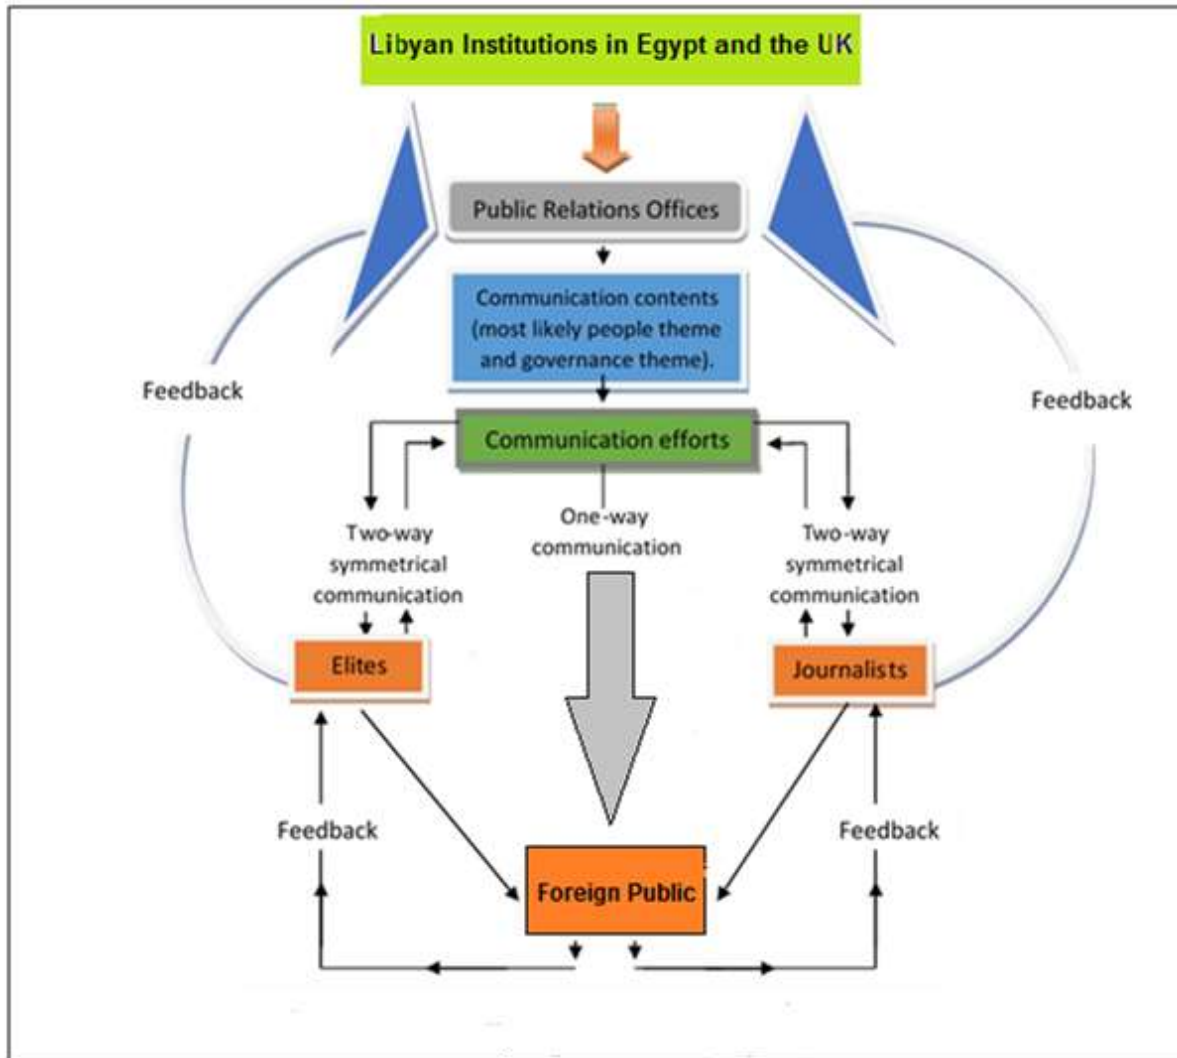 Libyan Institutions in Egypt and the UK
Public Relations Offices
Communication contents
(most likely people theme
and governance theme).
Feedback
Feedback
Communication efforts
Two-way
symmetrical
communication
One-way
communication
Two-way
symmetrical
communication
Elites
Journalists
Feedback
Feedback
Foreign Public